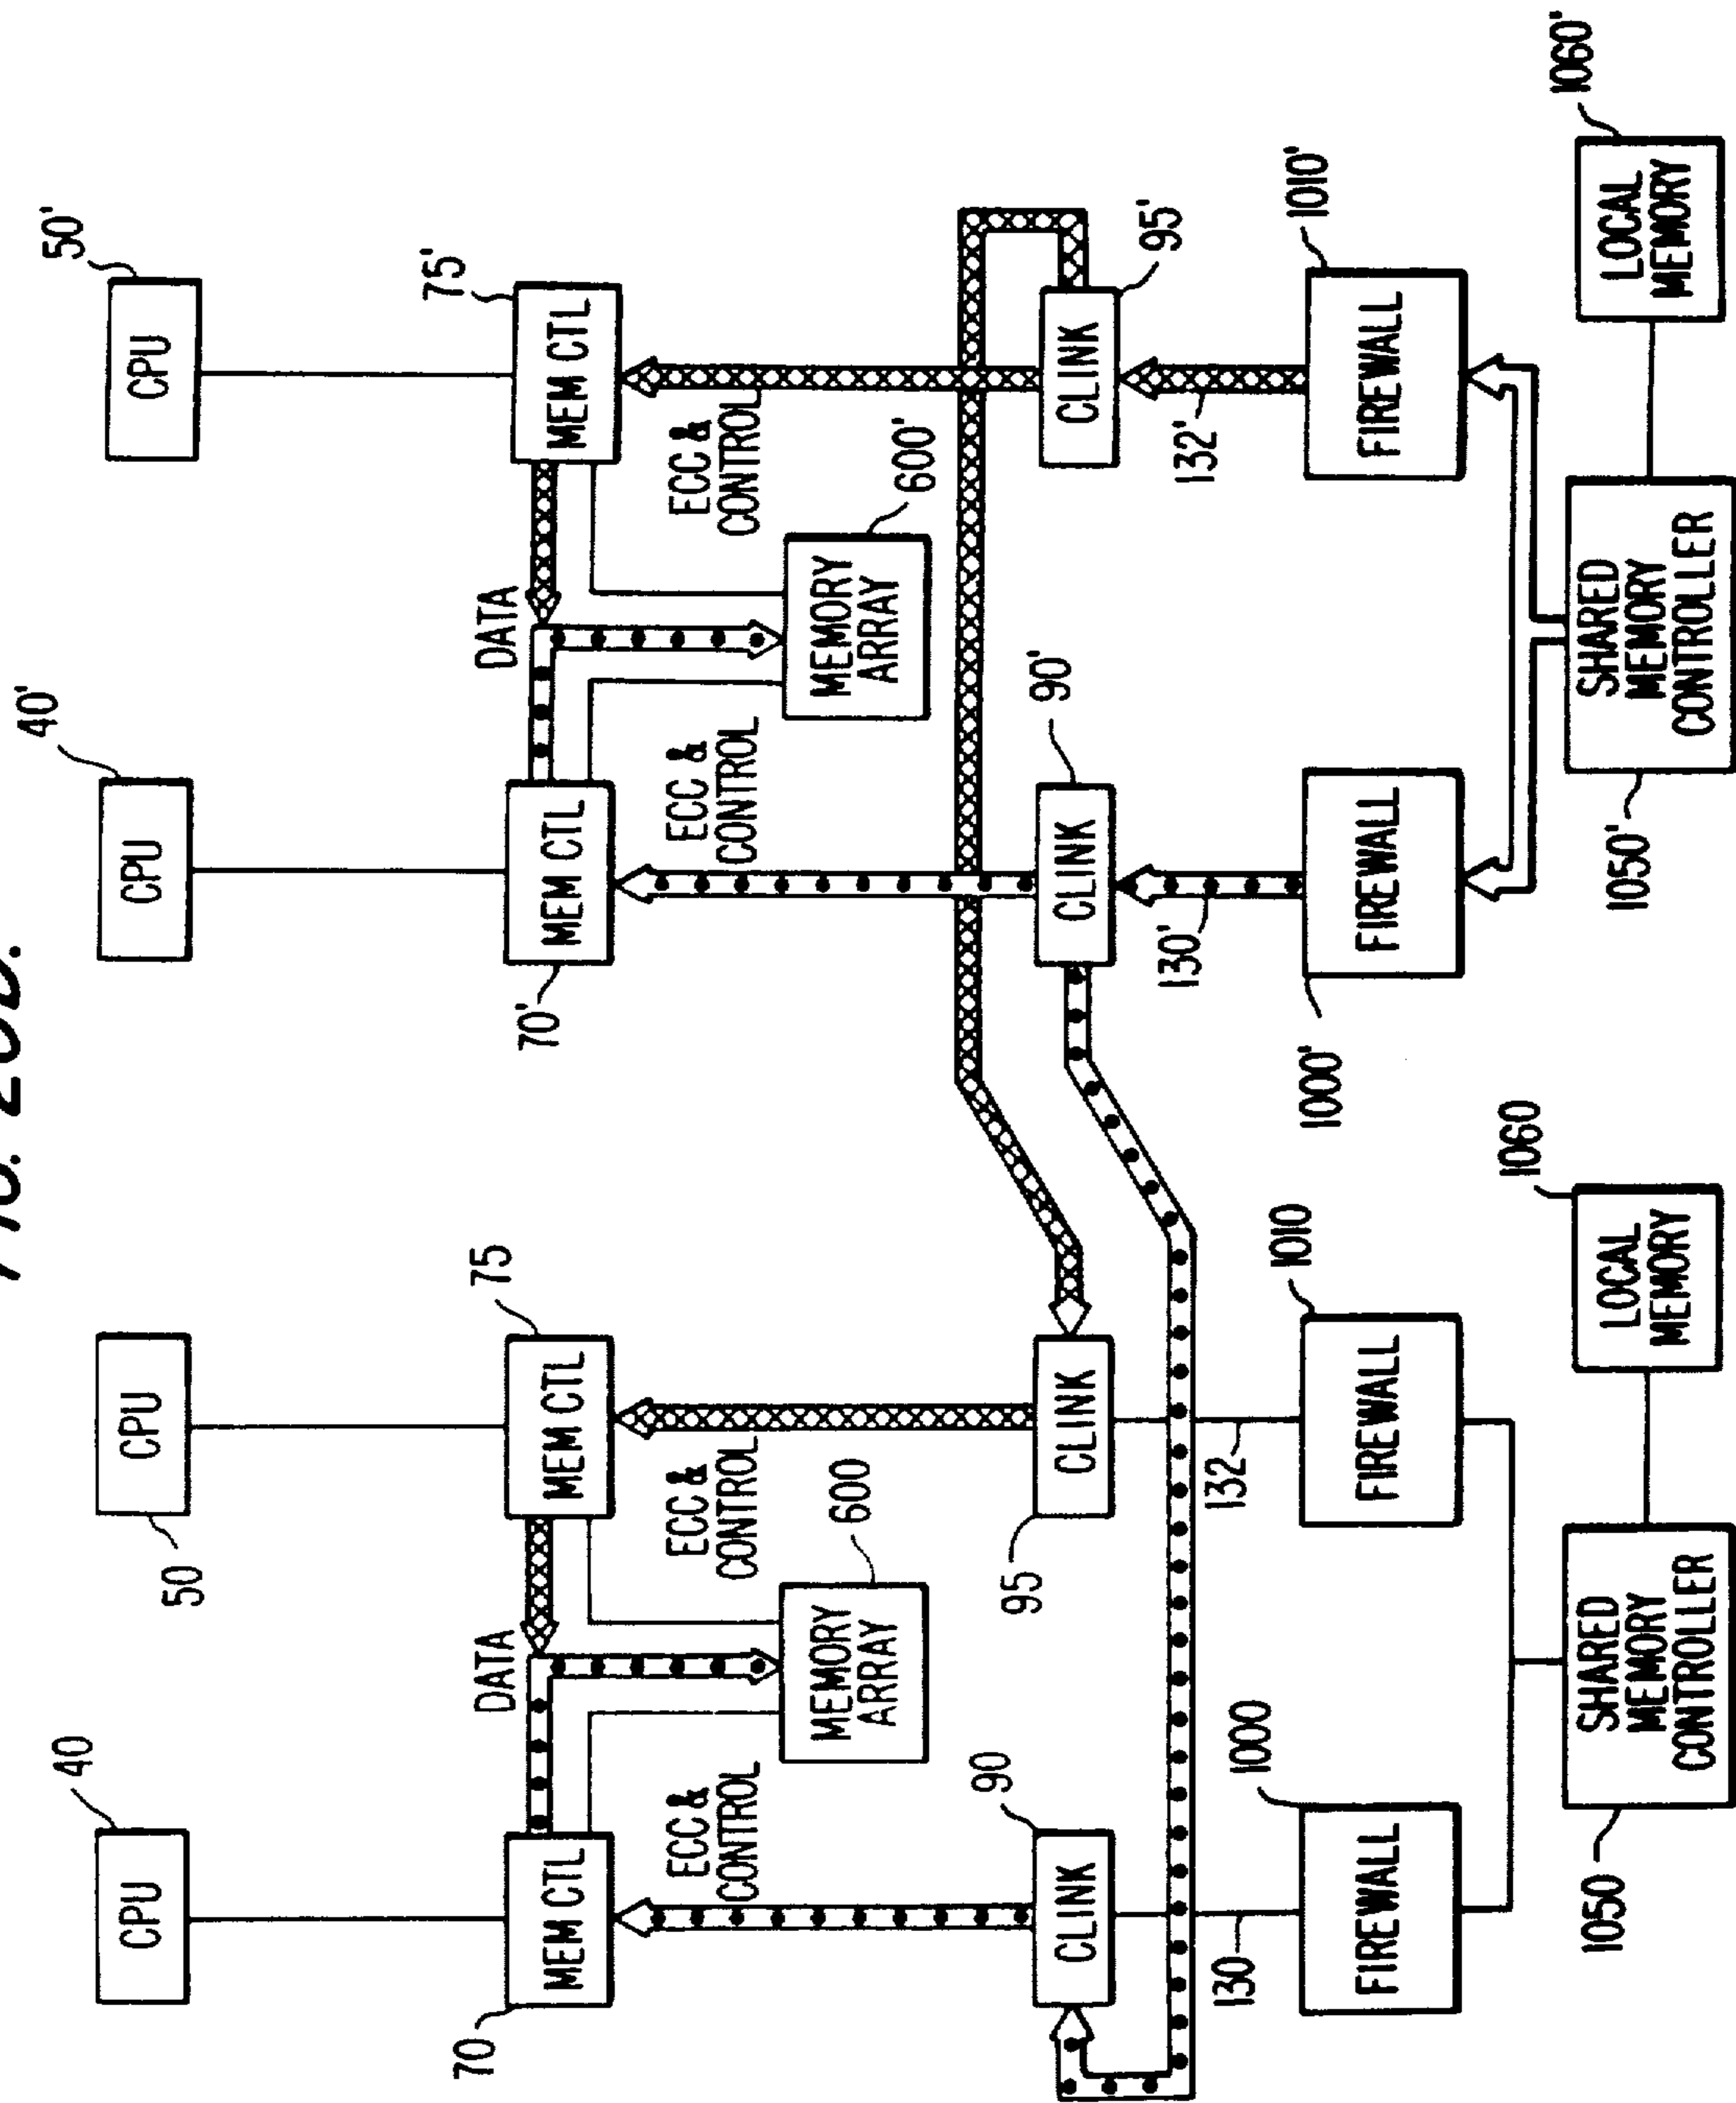 FIG.
40
40'
50'
CPU
CPU
CPU
CPU
50
75
75'
DATA
DATA
MEM CTL
MEM CTL
MEM CTL
MEM CTL
70
70'
ECC &
CONTROL
ECC &
CONTROL
ECC &
CONTROL
ECC &
CONTROL
600
600'
MEMORY
ARRAY
MEMORY
ARRAY
90
90'
CLINK
CLINK
CLINK
CLINK
95
95'
130
132
130'
132'
1000
1010
1000'
1010'
FIREWALL
FIREWALL
FIREWALL
FIREWALL
1060
1060'
1050
SHARED
MEMORY
CONTROLLER
LOCAL
MEMORY
1050'
SHARED
MEMORY
CONTROLLER
LOCAL
MEMORY